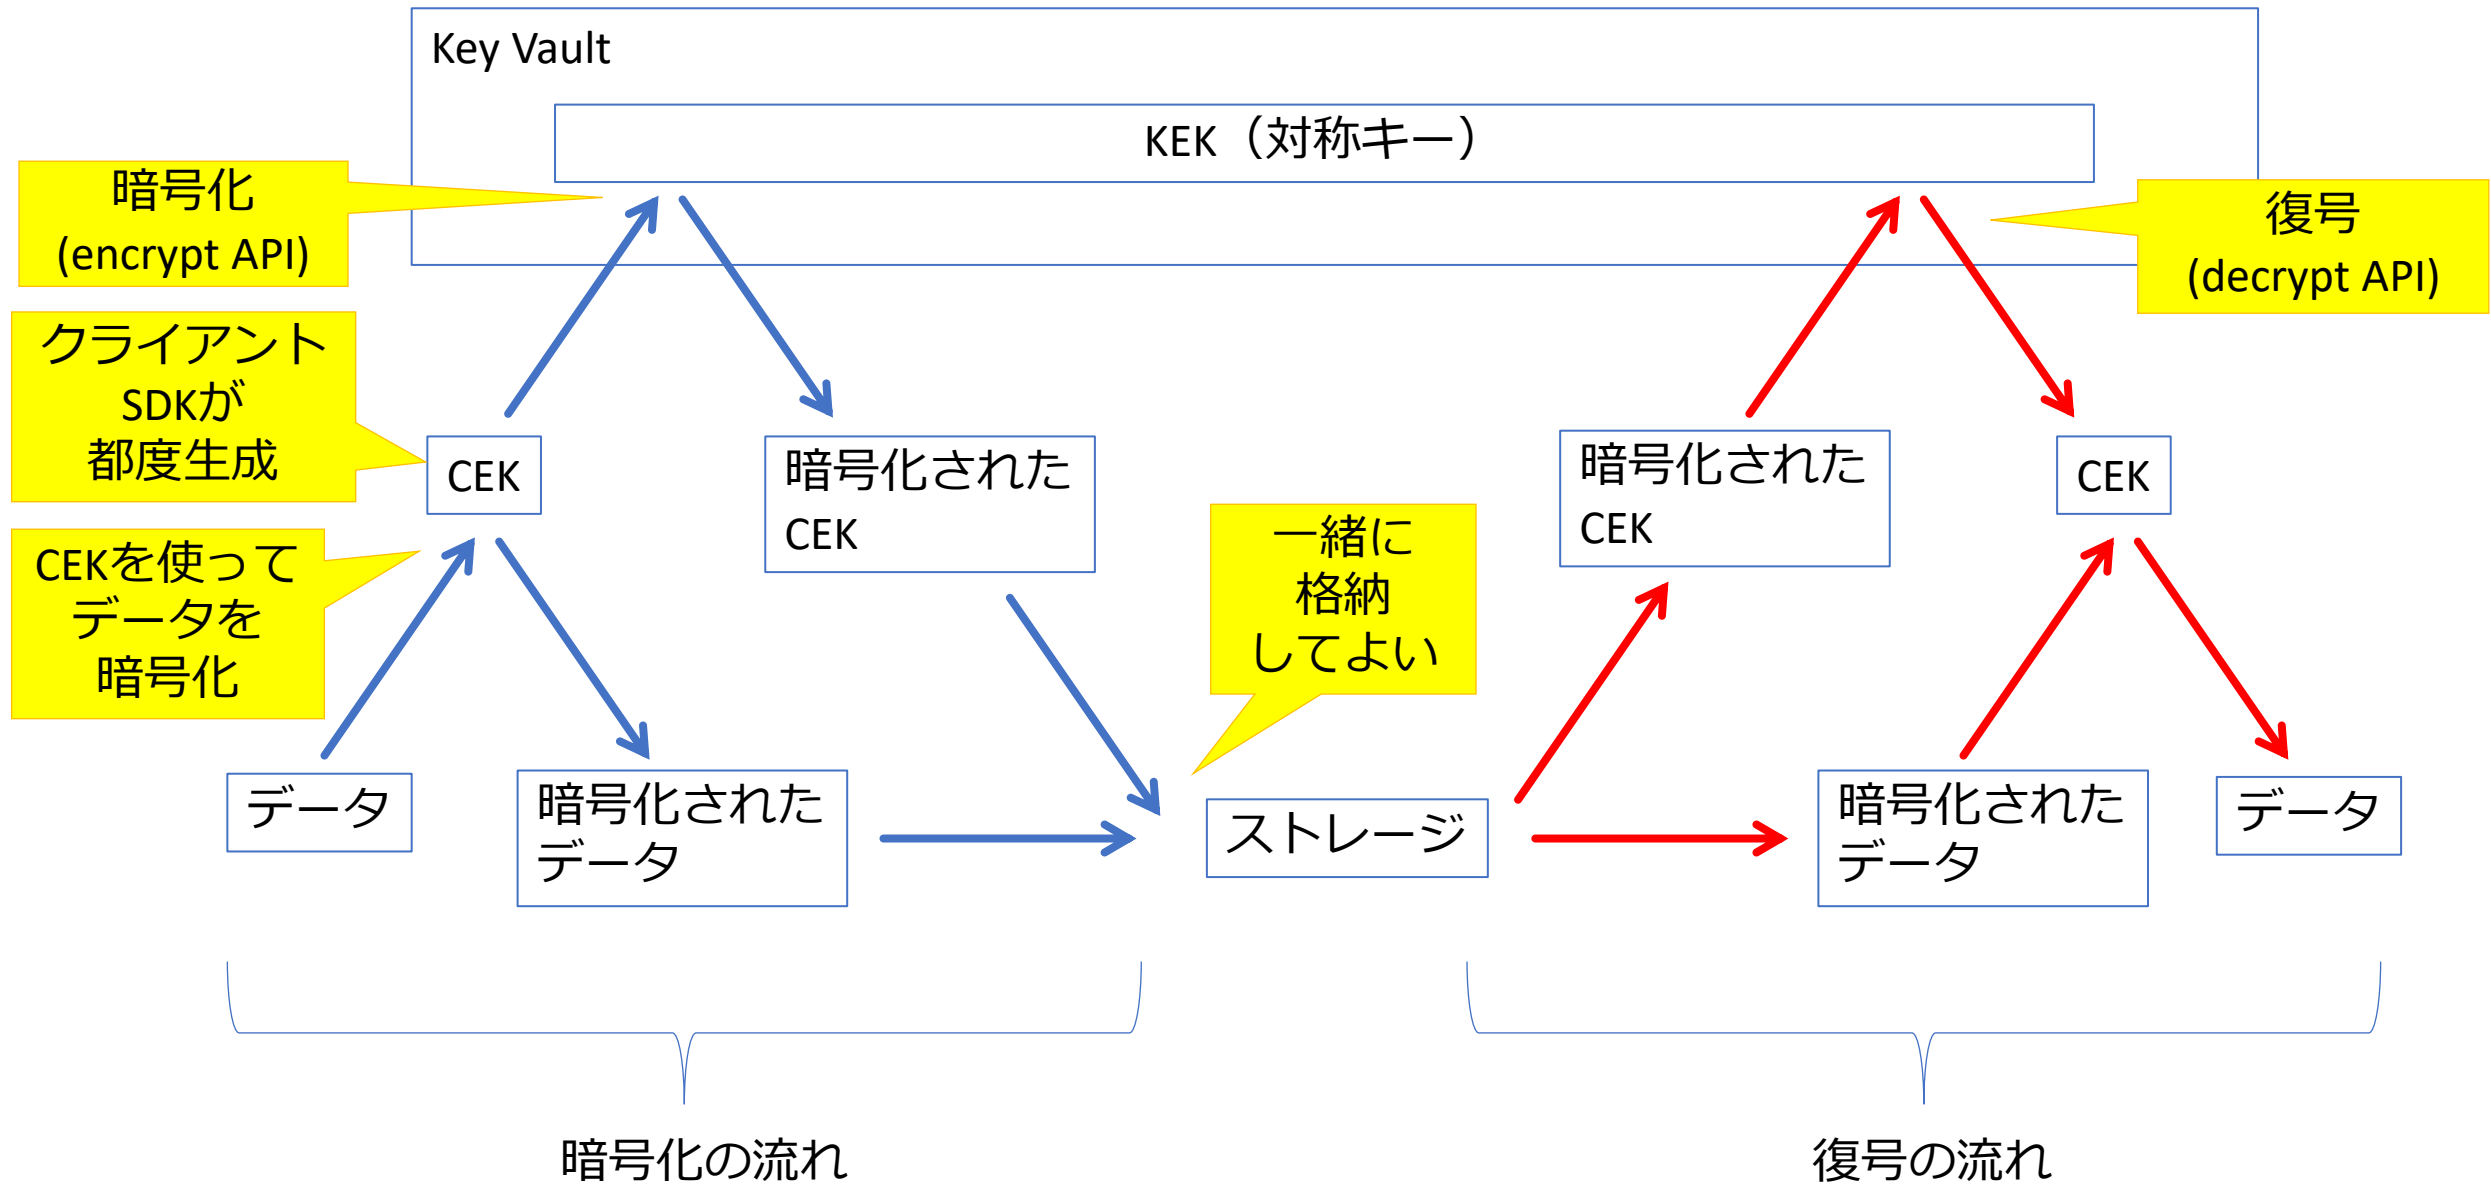 Key Vault
KEK（対称キー）
暗号化
(encrypt API)
復号
(decrypt API)
クライアント
SDKが
都度生成
CEK
暗号化された
CEK
暗号化された
CEK
CEK
CEKを使って
データを
暗号化
一緒に
格納
してよい
データ
暗号化された
データ
ストレージ
暗号化された
データ
データ
暗号化の流れ
復号の流れ